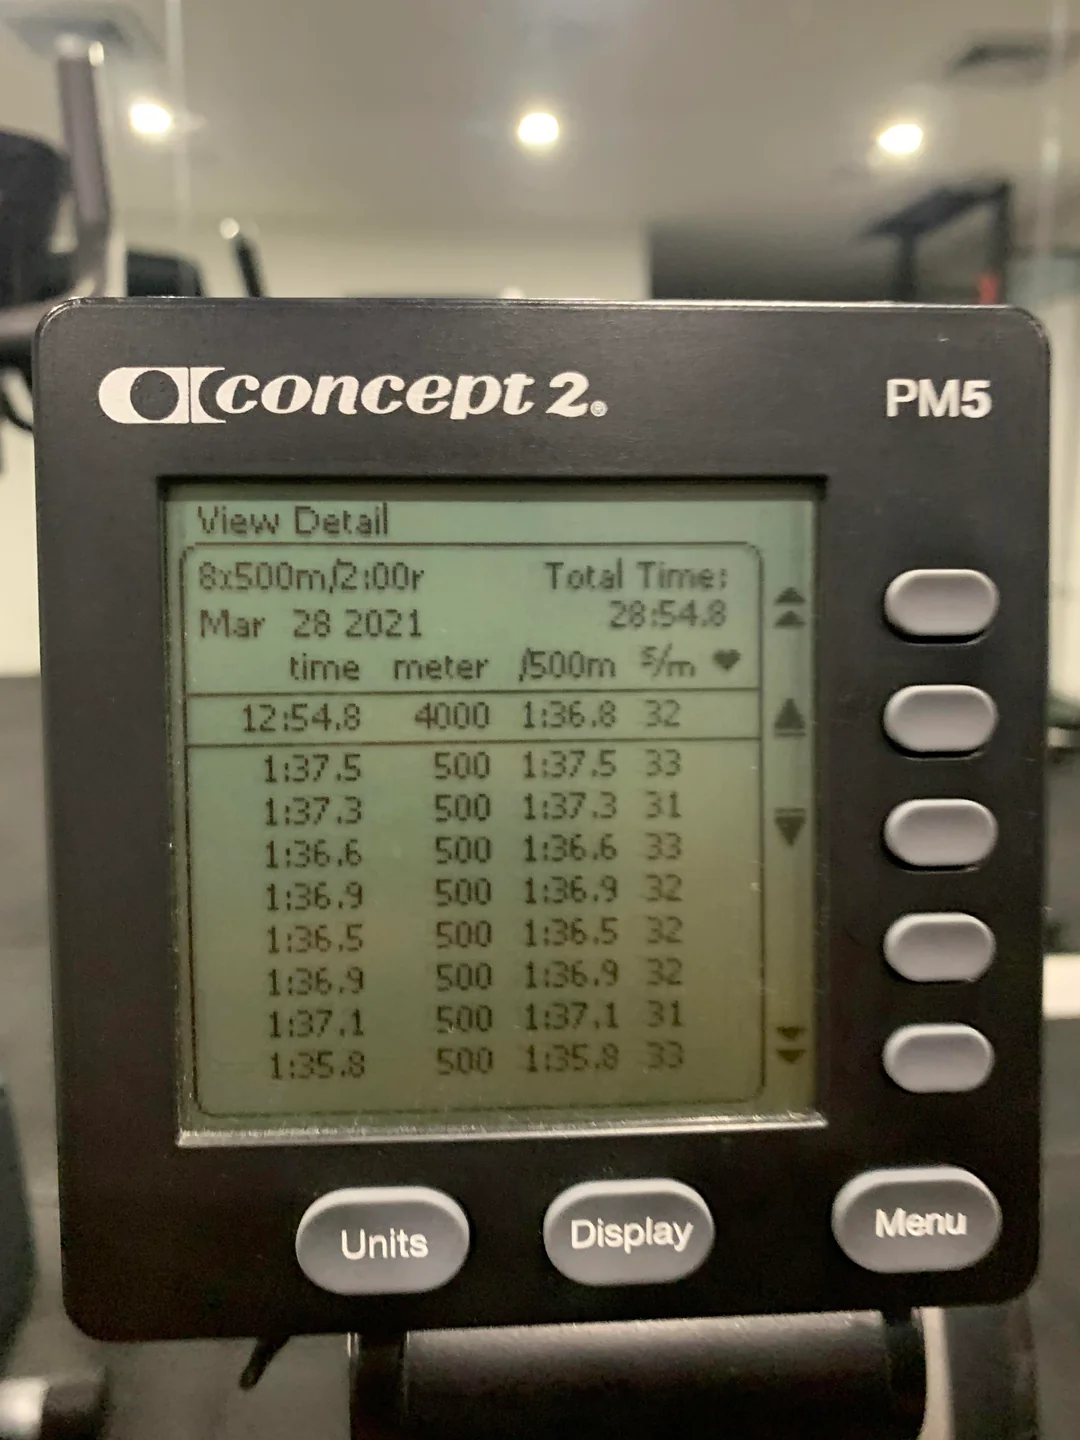 concept 2® PM5
View Detail
8x500m/2:00r Total Time:
Mar 28 2021 28:54.8
time meter /500m s/m ♥
12:54.8 4000 1:36.8 32
1:37.5 500 1:37.5 33
1:37.3 500 1:37.3 31
1:36.6 500 1:36.6 33
1:36.9 500 1:36.9 32
1:36.5 500 1:36.5 32
1:36.9 500 1:36.9 32
1:37.1 500 1:37.1 31
1:35.8 500 1:35.8 33
Units Display Menu